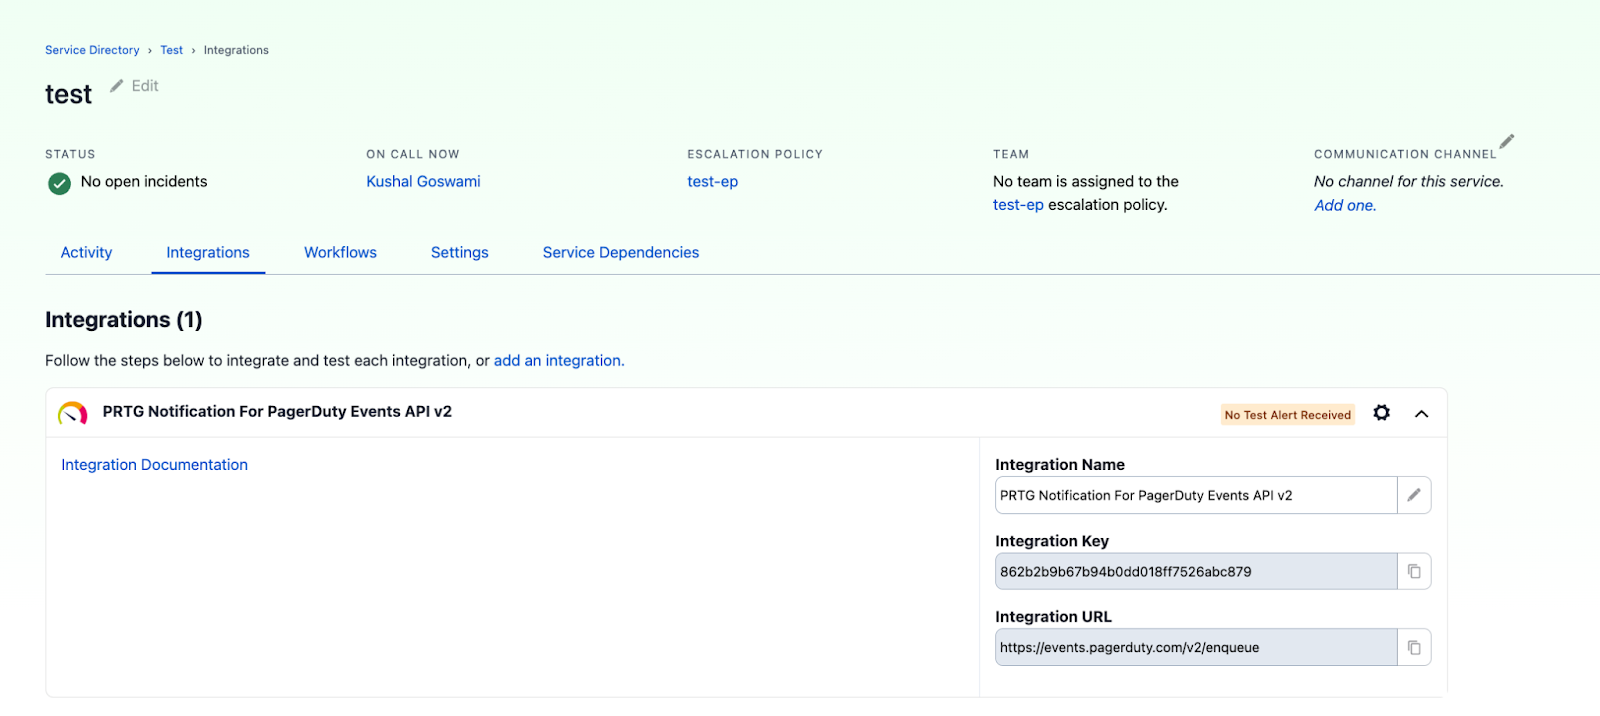 Service Directory › Test › Integrations
test Edit
STATUS
No open incidents
ON CALL NOW
Kushal Goswami
ESCALATION POLICY
test-ep
TEAM
No team is assigned to the
test-ep escalation policy.
COMMUNICATION CHANNEL
No channel for this service.
Add one.
Activity Integrations Workflows Settings Service Dependencies
Integrations (1)
Follow the steps below to integrate and test each integration, or add an integration.
PRTG Notification For PagerDuty Events API v2 No Test Alert Received
Integration Documentation
Integration Name
PRTG Notification For PagerDuty Events API v2
Integration Key
862b2b9b67b94b0dd018ff7526abc879
Integration URL
https://events.pagerduty.com/v2/enqueue